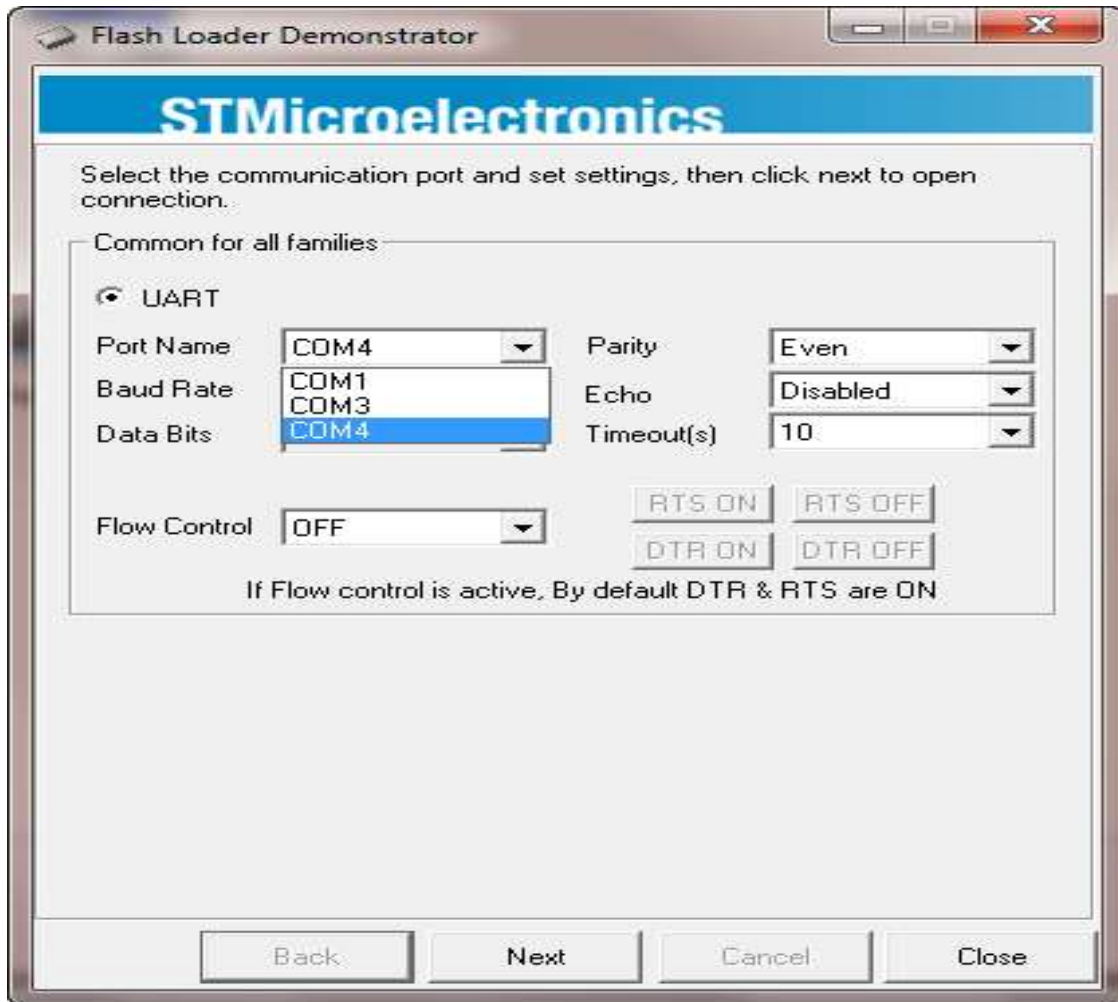 Flash Loader Demonstrator
STMicroelectronics
Select the communication port and set settings, then click next to open
connection.
Common for all families
UART
Port Name COM4 Parity Even
COM1
Baud Rate Echo Disabled
COM3
Data Bits COM4 Timeout(s) 10
RTS ON RTS OFF
Flow Control OFF
DTR ON DTR OFF
If Flow control is active, By default DTR & RTS are ON
Back Next Cancel Close